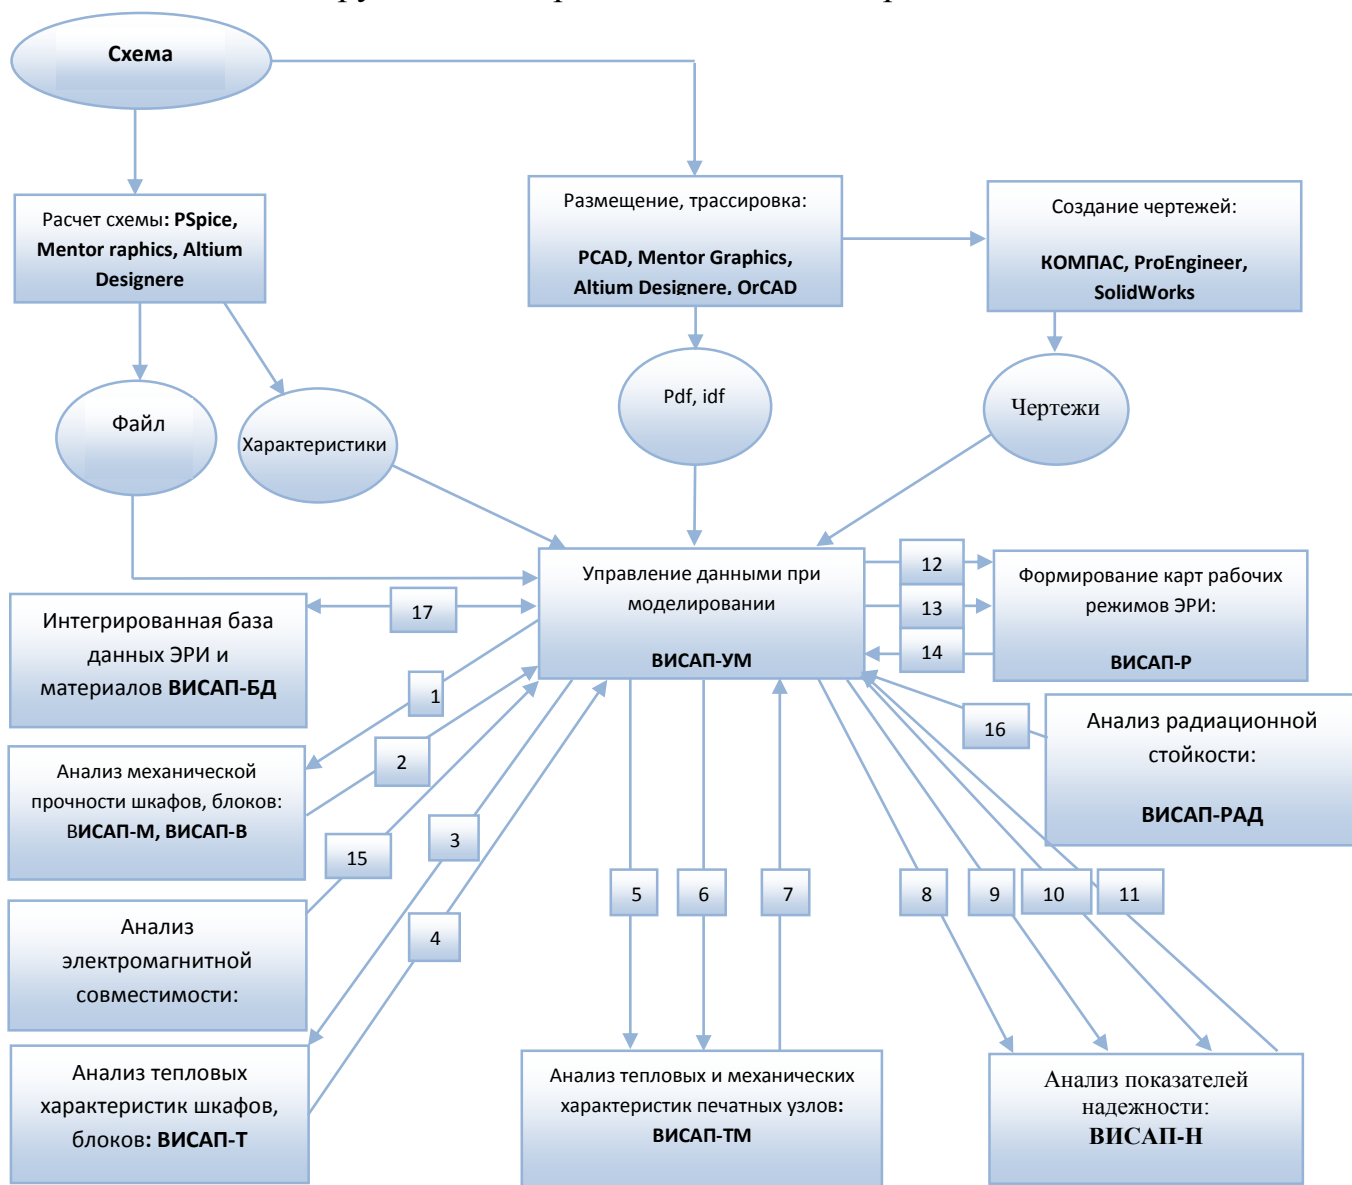 Схема
Расчет схемы: PSpice,
Mentor raphics, Altium
Designere
Размещение, трассировка:
PCAD, Mentor Graphics,
Altium Designere, OrCAD
Создание чертежей:
КОМПАС, ProEngineer,
SolidWorks
Файл
Характеристики
Pdf, idf
Чертежи
Управление данными при
моделировании
ВИСАП-УМ
12
13
14
Формирование карт рабочих
режимов ЭРИ:
ВИСАП-Р
17
Интегрированная база
данных ЭРИ и
материалов ВИСАП-БД
1
2
16
Анализ радиационной
стойкости:
ВИСАП-РАД
Анализ механической
прочности шкафов, блоков:
ВИСАП-М, ВИСАП-В
15
3
4
5
6
7
8
9
10
11
Анализ
электромагнитной
совместимости:
Анализ тепловых
характеристик шкафов,
блоков: ВИСАП-Т
Анализ тепловых и механических
характеристик печатных узлов:
ВИСАП-ТМ
Анализ показателей
надежности:
ВИСАП-Н